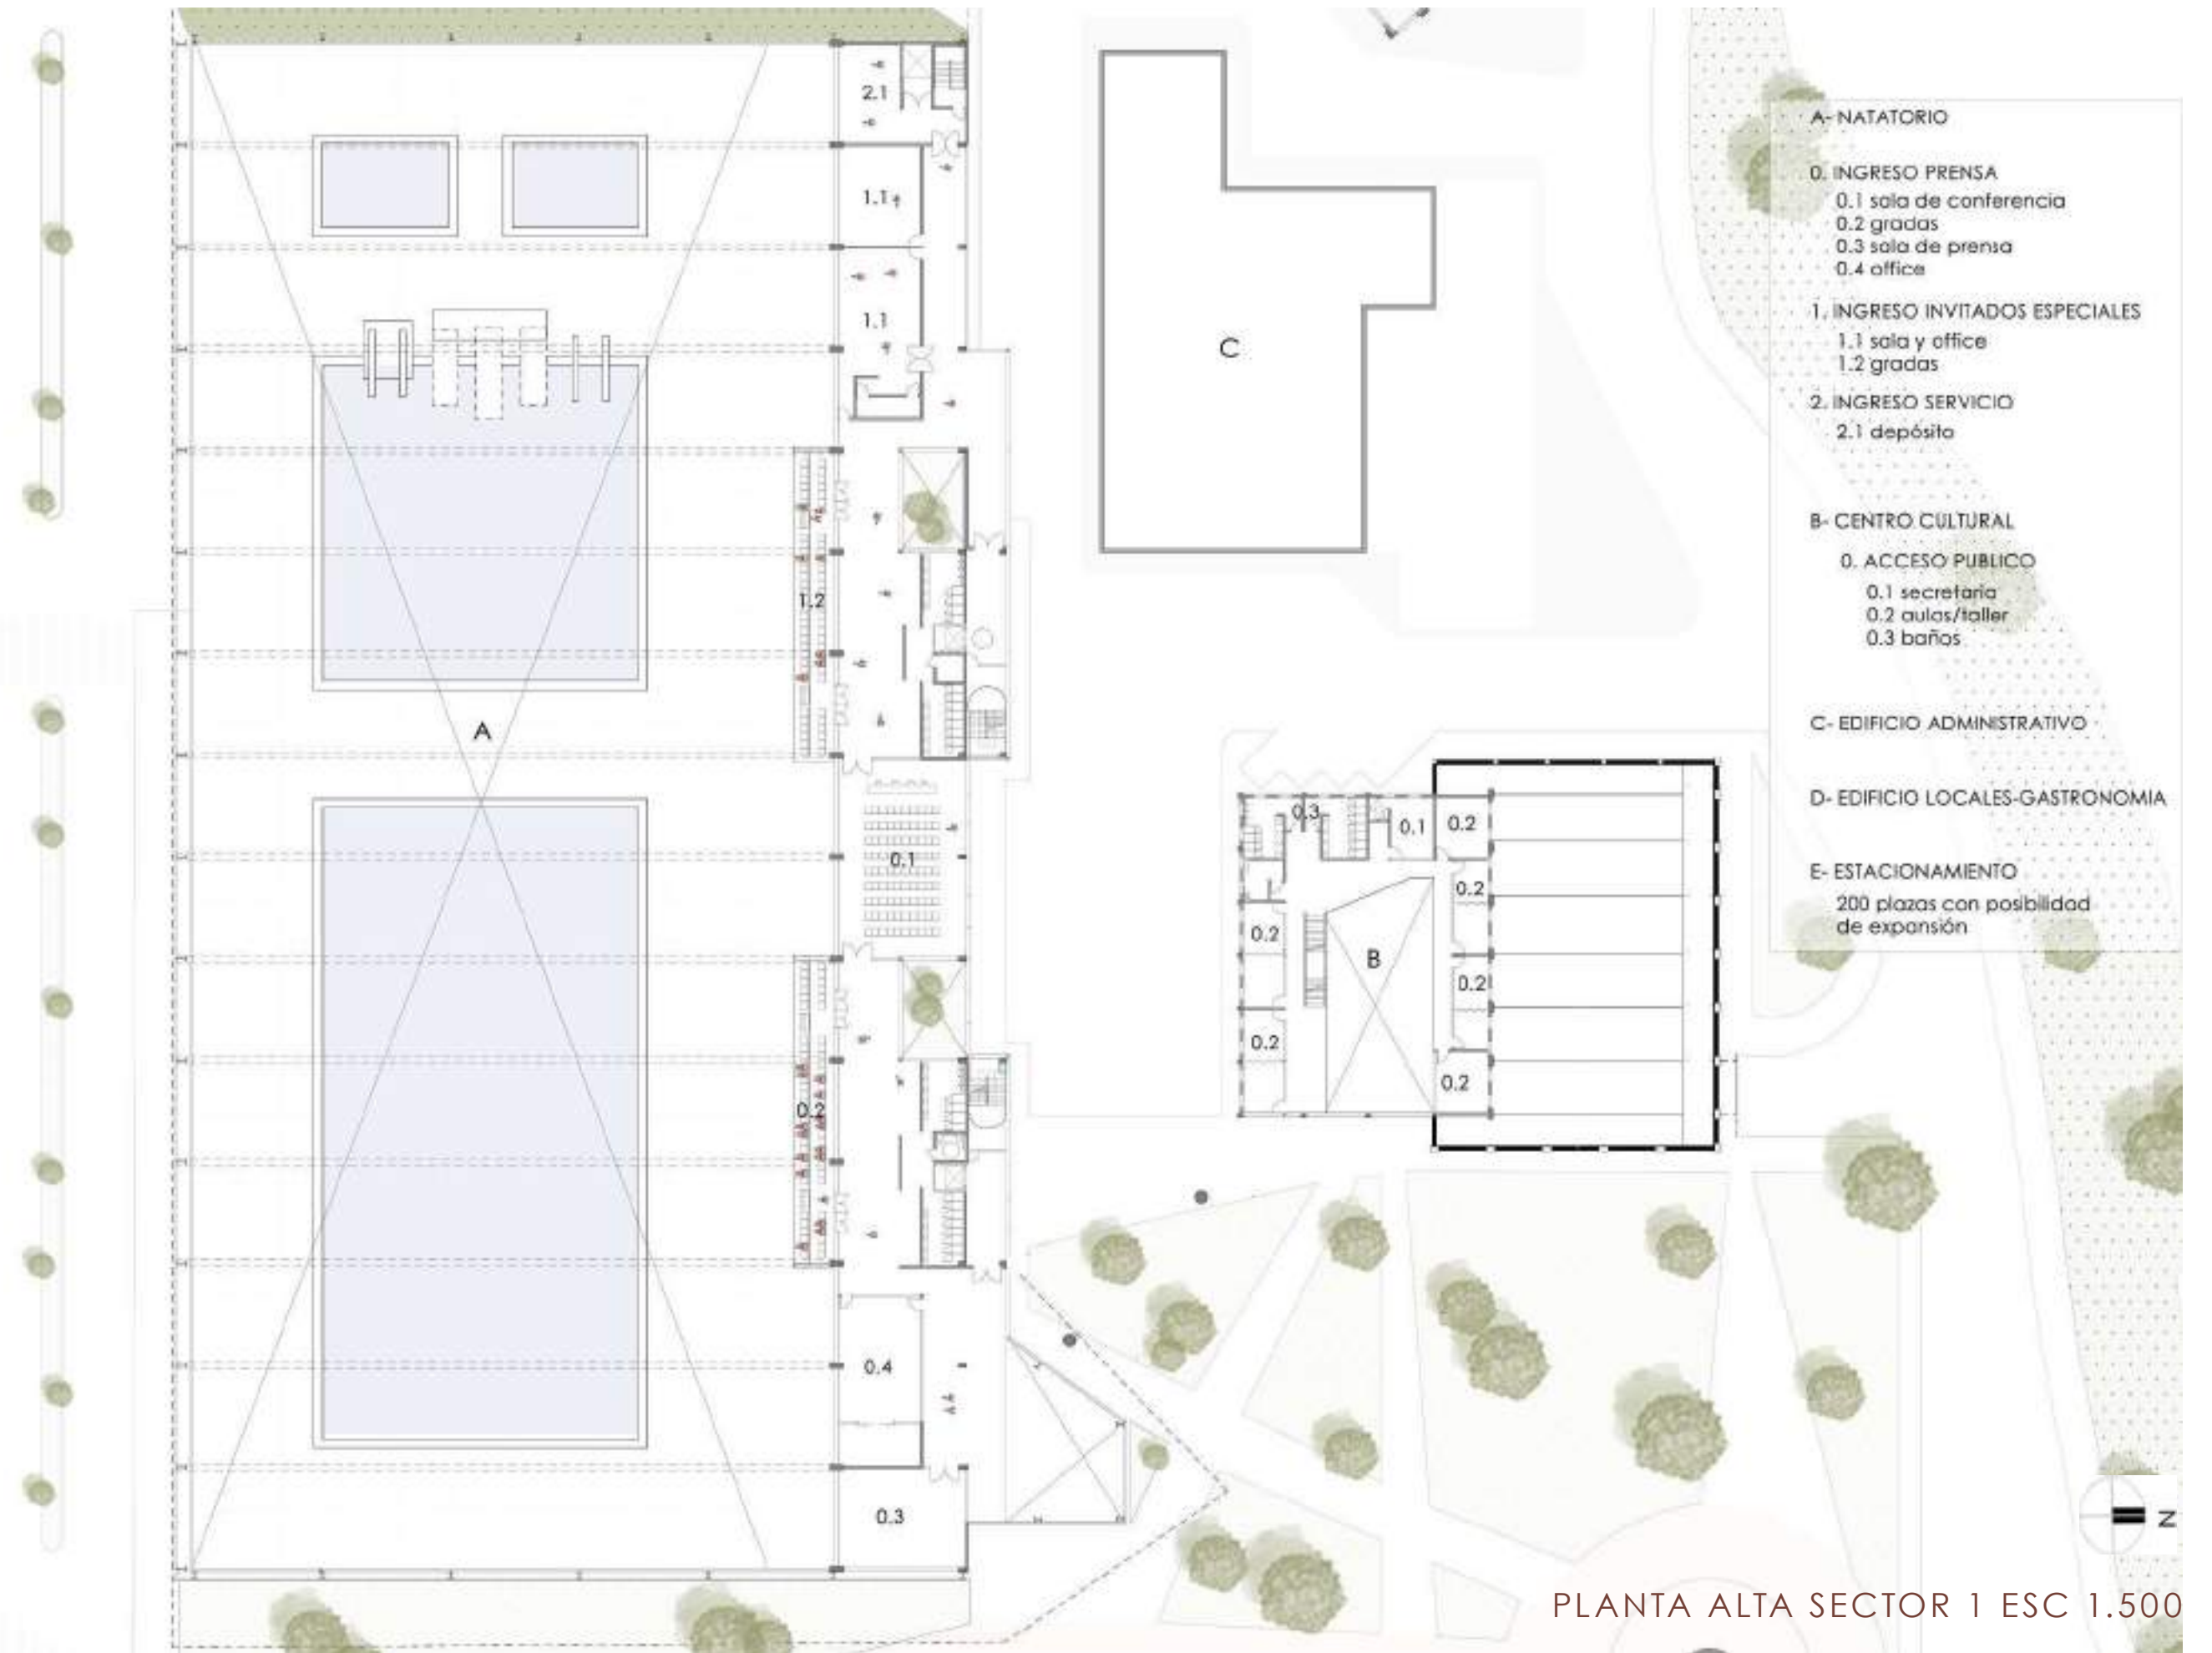 A- NATATORIO
0. INGRESO PRENSA
0.1 sala de conferencia
0.2 gradas
0.3 sala de prensa
0.4 office
1. INGRESO INVITADOS ESPECIALES
1.1 sala y office
1.2 gradas
2. INGRESO SERVICIO
2.1 depósito
B- CENTRO CULTURAL
0. ACCESO PUBLICO
0.1 secretaria
0.2 aulas/taller
0.3 baños
C- EDIFICIO ADMINISTRATIVO
D- EDIFICIO LOCALES-GASTRONOMIA
E- ESTACIONAMIENTO
200 plazas con posibilidad
de expansión
2.1
1.1
1.1
1.2
A
0.1
0.2
0.4
0.3
C
0.3
0.1
0.2
0.2
0.2
B
0.2
0.2
0.2
N
PLANTA ALTA SECTOR 1 ESC 1.500